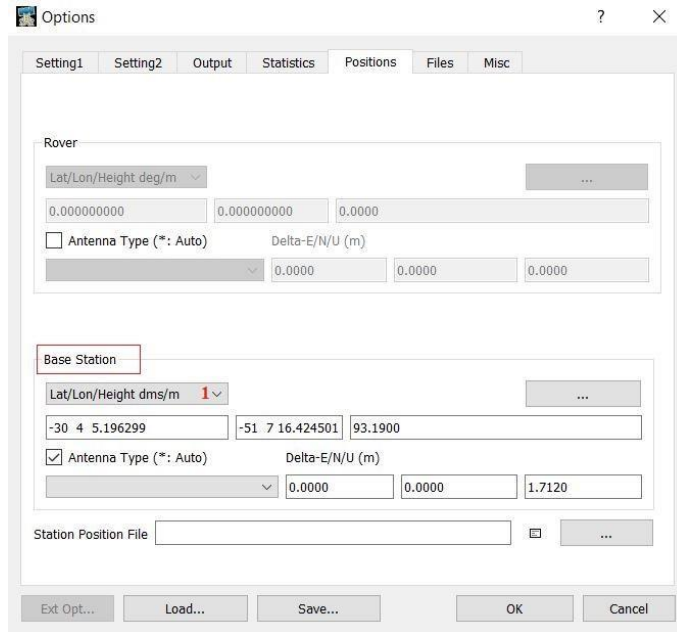 Options ? ×
Setting1 Setting2 Output Statistics Positions Files Misc
Rover
Lat/Lon/Height deg/m ...
0.000000000 0.000000000 0.0000
Antenna Type (*: Auto) Delta-E/N/U (m)
0.0000 0.0000 0.0000
Base Station
Lat/Lon/Height dms/m 1 ...
-30 4 5.196299 -51 7 16.424501 93.1900
Antenna Type (*: Auto) Delta-E/N/U (m)
0.0000 0.0000 1.7120
Station Position File ...
Ext Opt... Load... Save... OK Cancel